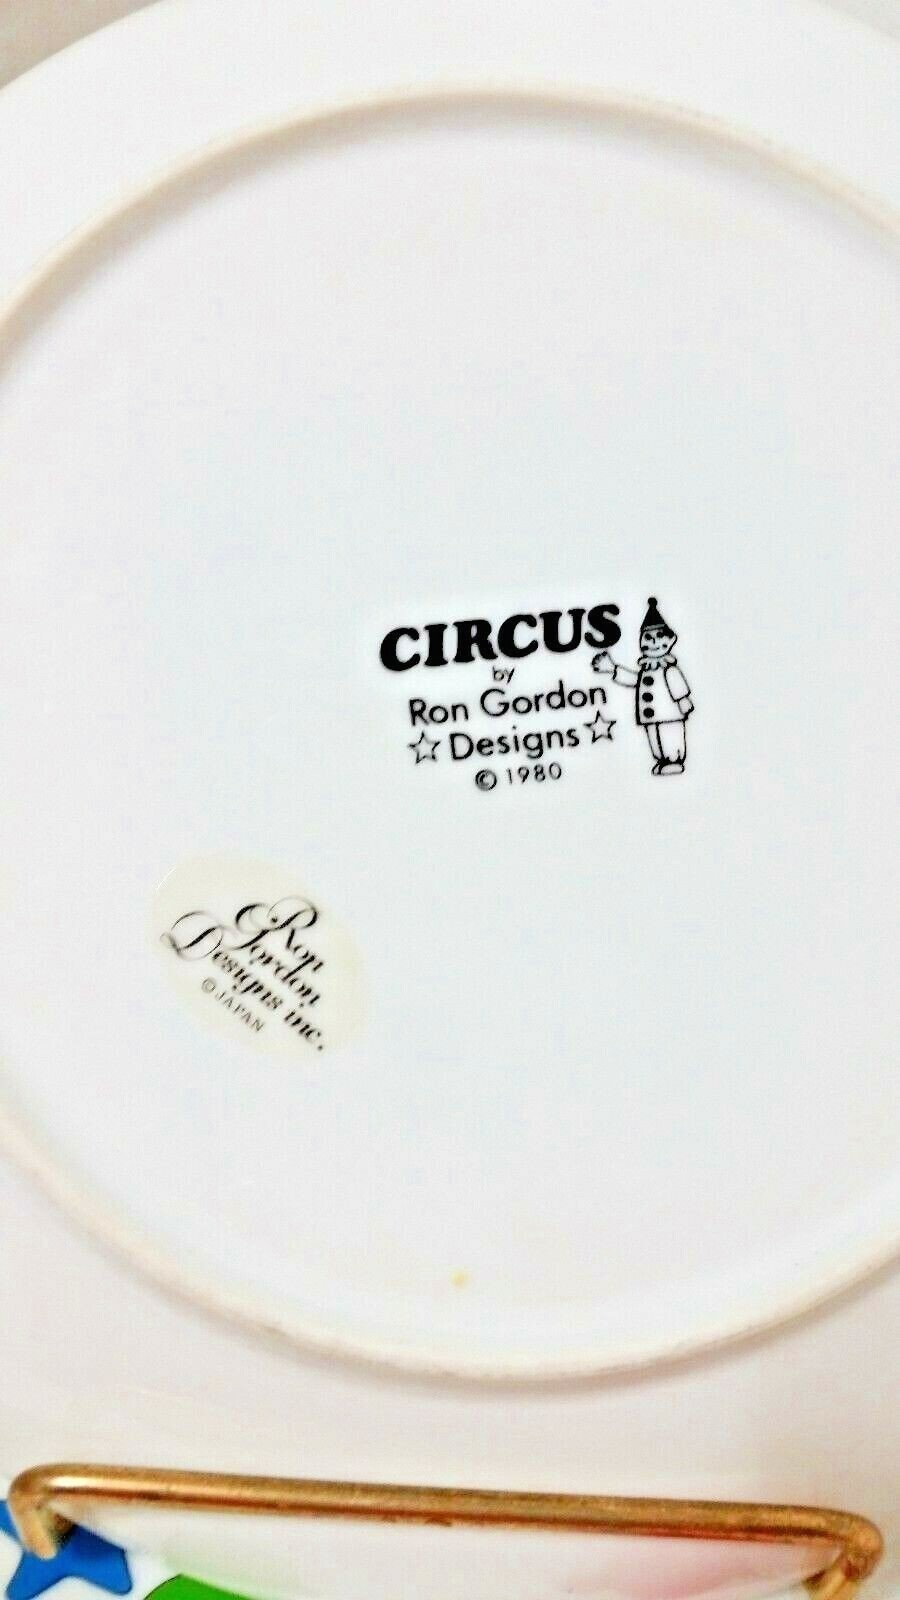 CIRCUS
by
Ron Gordon
☆ Designs ☆
© 1980
Ron
Gordon
Designs inc.
© JAPAN